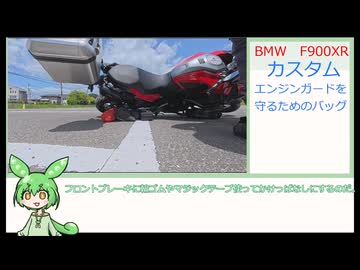 BMW F900XR
カスタム
エンジンガードを
守るためのバッグ
フロントブレーキに輪ゴムやマジックテープ使ってかけっぱなしにするのだ